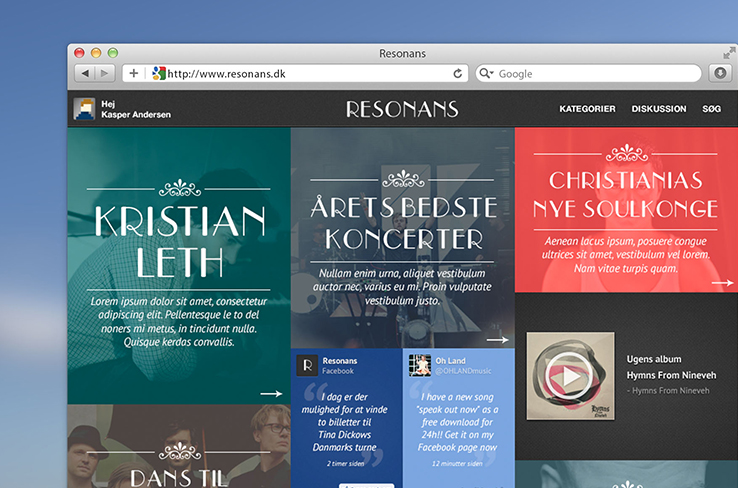 Resonans
http://www.resonans.dk
Google
Hej
Kasper Andersen
RESONANS
KATEGORIER
DISKUSSION
SØG
KRISTIAN
LETH
Lorem ipsum dolor sit amet, consectetur
adipiscing elit. Pellentesque le to del
noners mi metus, in tincidunt nulla.
Quisque kerdas convallis.
ÅRETS BEDSTE
KONCERTER
Nullam enim urna, aliquet vestibulum
auctor nec, varius eu mi. Proin vulputate
vestibulum justo.
CHRISTIANIAS
NYE SOULKONGE
Aenean lacus ipsum, posuere congue
ultrices sit amet, vestibulum vel lorem.
Nam vitae turpis quam.
R
Resonans
Facebook
I dag er der
mulighed for at vinde
to billetter til
Tina Dickows
Danmarks turne
2 timer siden
Oh Land
@OHLANDmusic
I have a new song
"speak out now" as a
free download for
24h!! Get it on my
Facebook page now
12 minutter siden
Ugens album
Hymns From Nineveh
- Hymns From Nineveh
DANS TIL